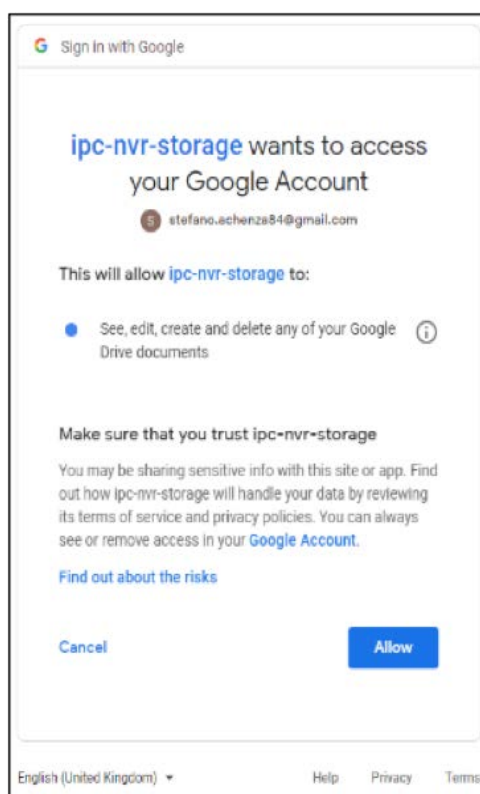 Sign in with Google
ipc-nvr-storage wants to access
your Google Account
S stefano.achenza84@gmail.com
This will allow ipc-nvr-storage to:
See, edit, create and delete any of your Google
Drive documents
Make sure that you trust ipc-nvr-storage
You may be sharing sensitive info with this site or app. Find
out how ipc-nvr-storage will handle your data by reviewing
its terms of service and privacy policies. You can always
see or remove access in your Google Account.
Find out about the risks
Cancel Allow
English (United Kingdom) Help Privacy Terms